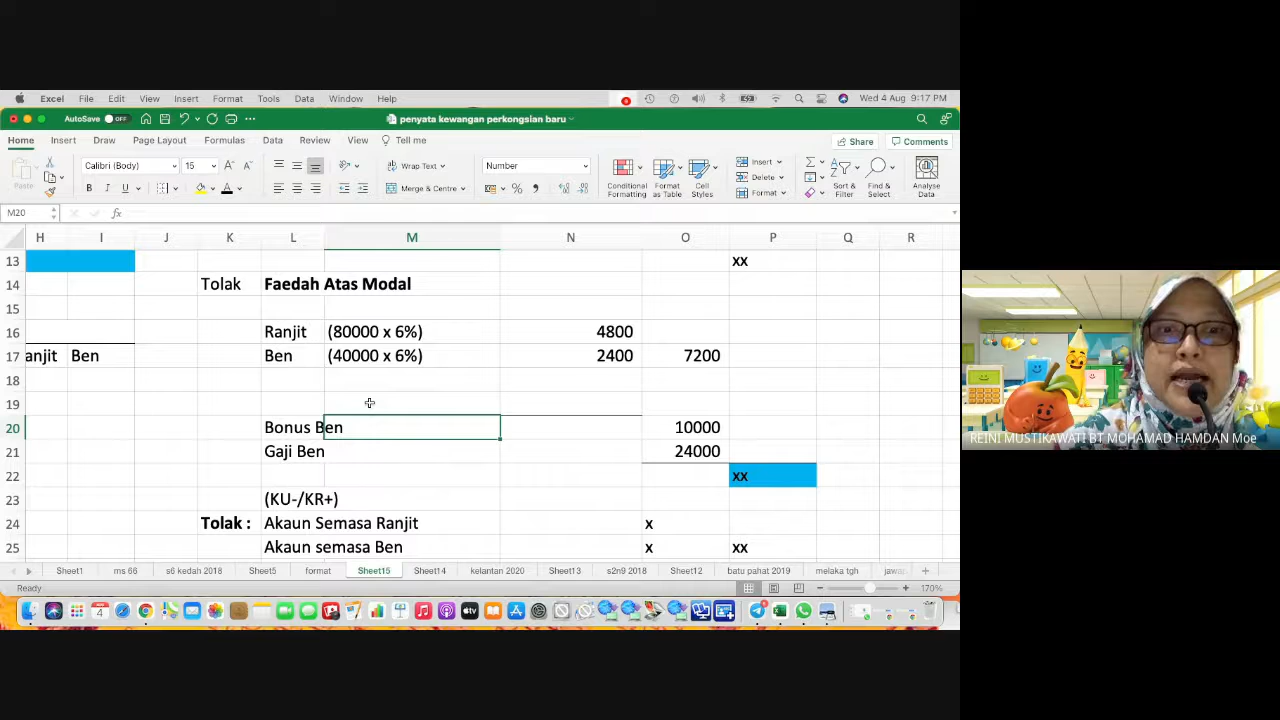 Excel File Edit View Insert Format Tools Data Window Help Wed 4 Aug 9:17 PM
AutoSave OFF penyata kewangan perkongsian baru
Home Insert Draw Page Layout Formulas Data Review View Tell me Share Comments
Paste Calibri (Body) 15 A A Wrap Text Number Insert
Delete
B I U A Merge & Centre % Format
Conditional Formatting Format as Table Cell Styles Sort & Filter Find & Select Analyse Data
M20 fx
H I J K L M N O P Q R
13 xx
14 Tolak Faedah Atas Modal
15
16 Ranjit (80000 x 6%) 4800
17 anjit Ben Ben (40000 x 6%) 2400 7200
18
19
20 Bonus Ben 10000
21 Gaji Ben 24000
22 xx
23 (KU-/KR+)
24 Tolak : Akaun Semasa Ranjit x
25 Akaun semasa Ben x xx
Sheet1 ms 66 s6 kedah 2018 Sheet5 format Sheet15 Sheet14 kelantan 2020 Sheet13 s2n9 2018 Sheet12 batu pahat 2019 melaka tgh jawap
Ready 170%
REINI MUSTIKAWATI BT MOHAMAD HAMDAN Moe